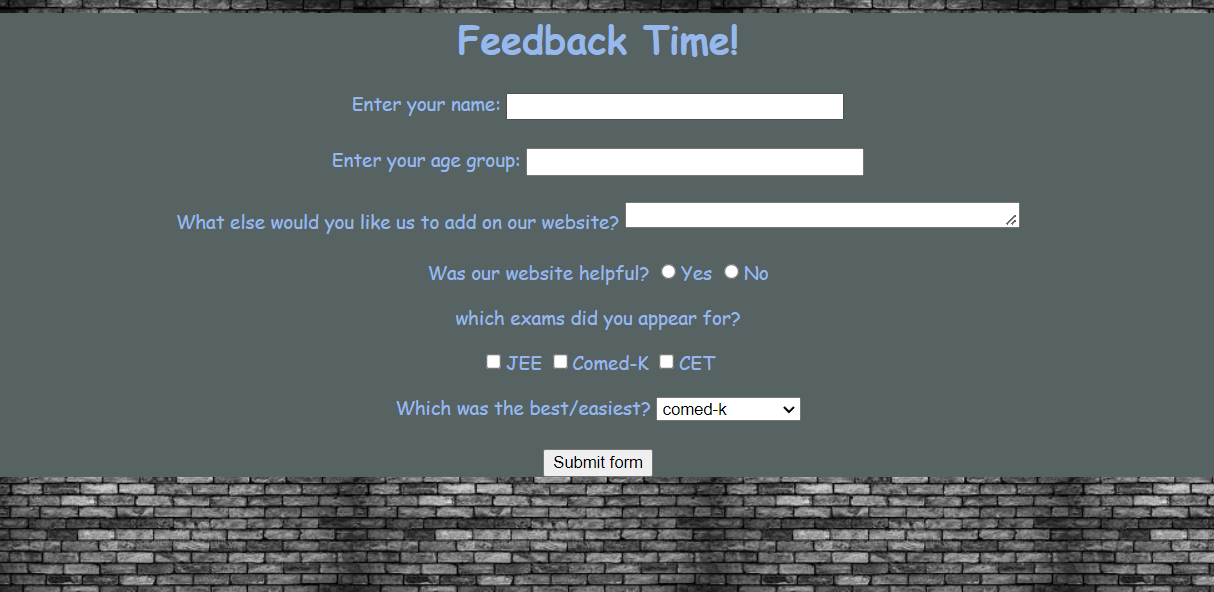 Feedback Time!
Enter your name:
Enter your age group:
What else would you like us to add on our website?
Was our website helpful? Yes No
which exams did you appear for?
JEE Comed-K CET
Which was the best/easiest? comed-k
Submit form